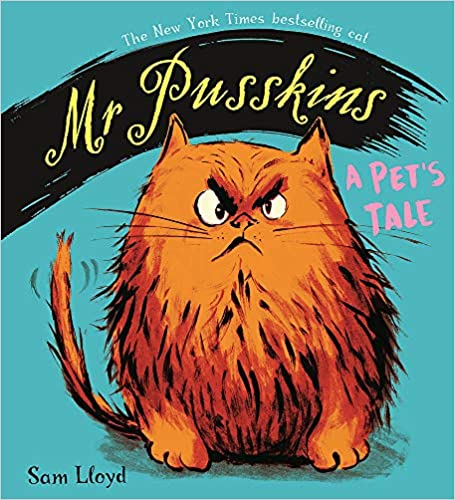 The New York Times bestselling cat
Mr Pusskins
A PET'S
TALE
Sam Lloyd